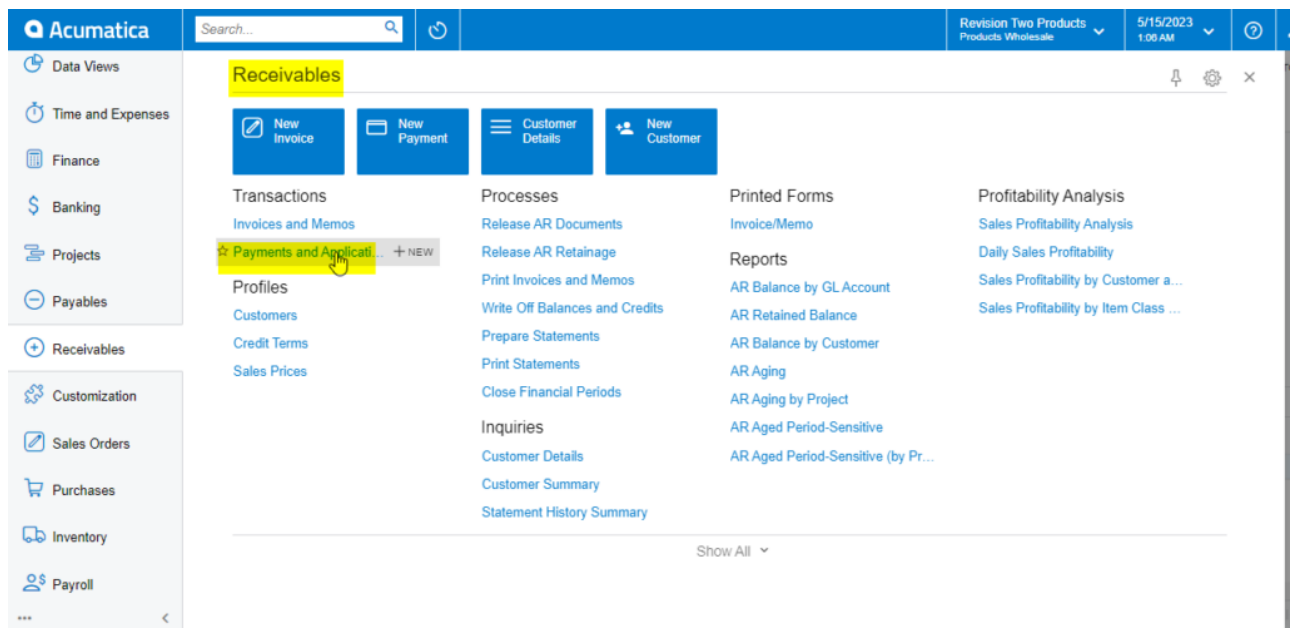 Acumatica
Search...
Revision Two Products
Products Wholesale
5/15/2023
1:06 AM
Data Views
Time and Expenses
Finance
Banking
Projects
Payables
Receivables
Customization
Sales Orders
Purchases
Inventory
Payroll
Receivables
New
Invoice
New
Payment
Customer
Details
New
Customer
Transactions
Invoices and Memos
Payments and Applicati... + NEW
Profiles
Customers
Credit Terms
Sales Prices
Processes
Release AR Documents
Release AR Retainage
Print Invoices and Memos
Write Off Balances and Credits
Prepare Statements
Print Statements
Close Financial Periods
Inquiries
Customer Details
Customer Summary
Statement History Summary
Printed Forms
Invoice/Memo
Reports
AR Balance by GL Account
AR Retained Balance
AR Balance by Customer
AR Aging
AR Aging by Project
AR Aged Period-Sensitive
AR Aged Period-Sensitive (by Pr...
Profitability Analysis
Sales Profitability Analysis
Daily Sales Profitability
Sales Profitability by Customer a...
Sales Profitability by Item Class ...
Show All